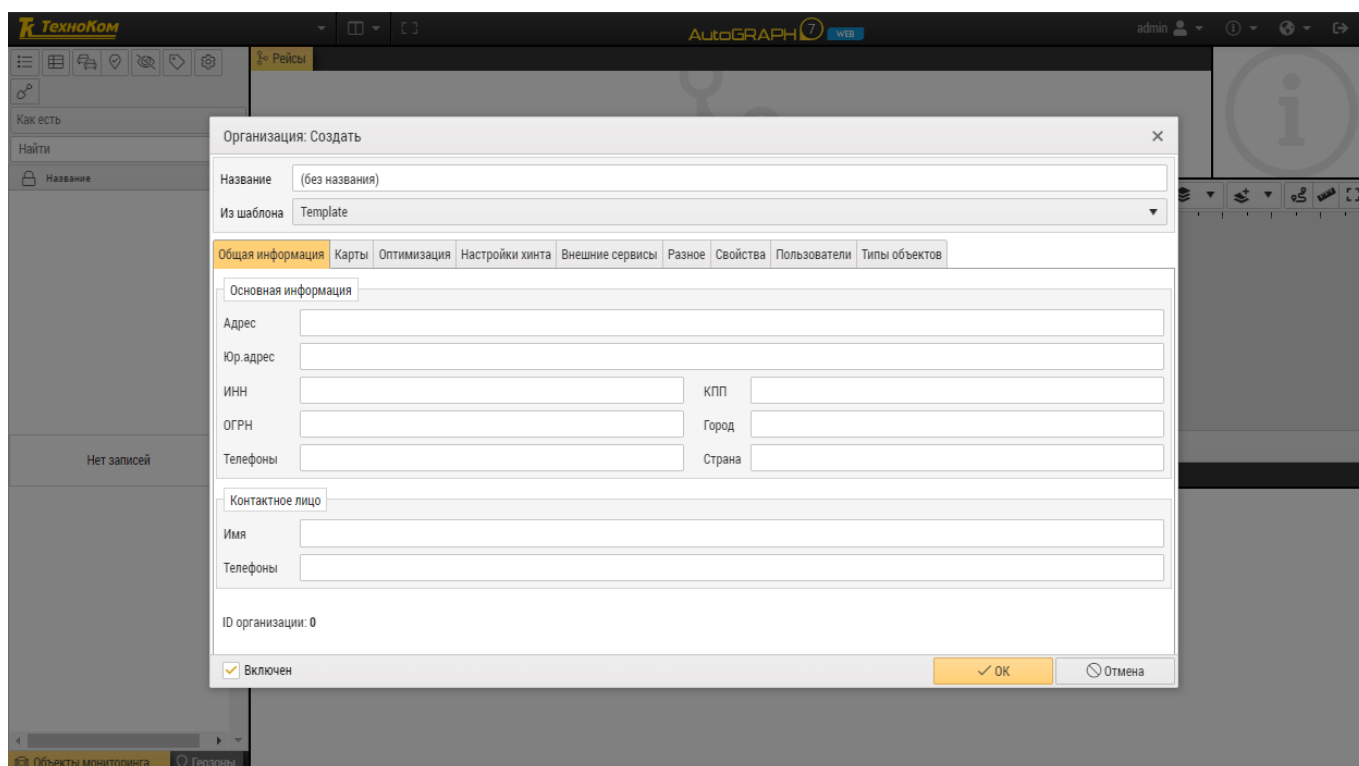 ТехноКом
AutoGRAPH 7 WEB
admin
Рейсы
Как есть
Найти
Название
Нет записей
Организация: Создать
Название (без названия)
Из шаблона Template
Общая информация Карты Оптимизация Настройки хинта Внешние сервисы Разное Свойства Пользователи Типы объектов
Основная информация
Адрес
Юр.адрес
ИНН КПП
ОГРН Город
Телефоны Страна
Контактное лицо
Имя
Телефоны
ID организации: 0
Включен OK Отмена
Объекты мониторинга Геозоны